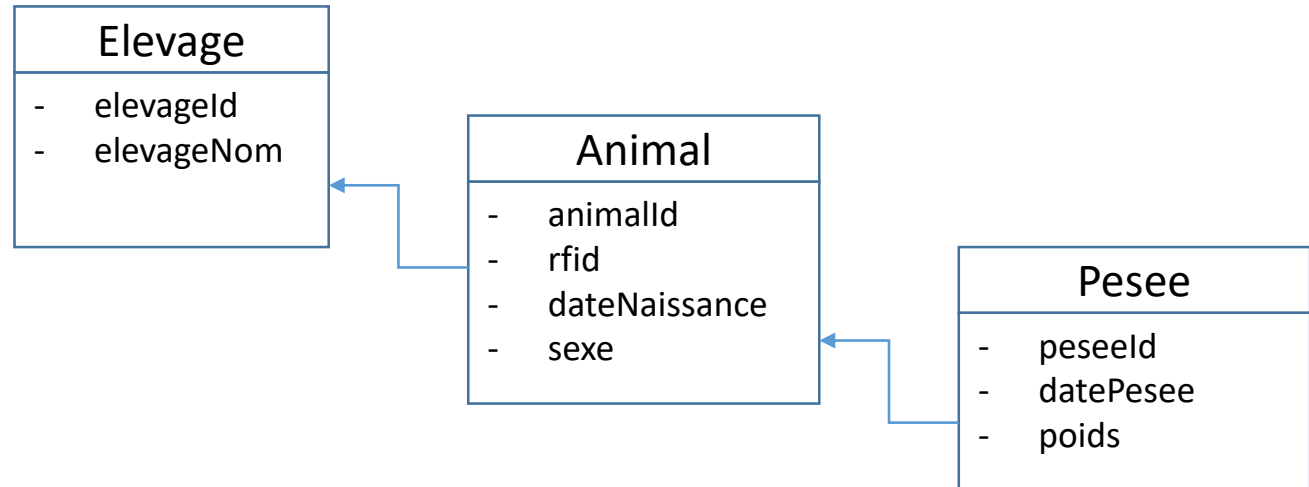 Elevage
- elevageId
- elevageNom
Animal
- animalId
- rfid
- dateNaissance
- sexe
Pesee
- peseeId
- datePesee
- poids